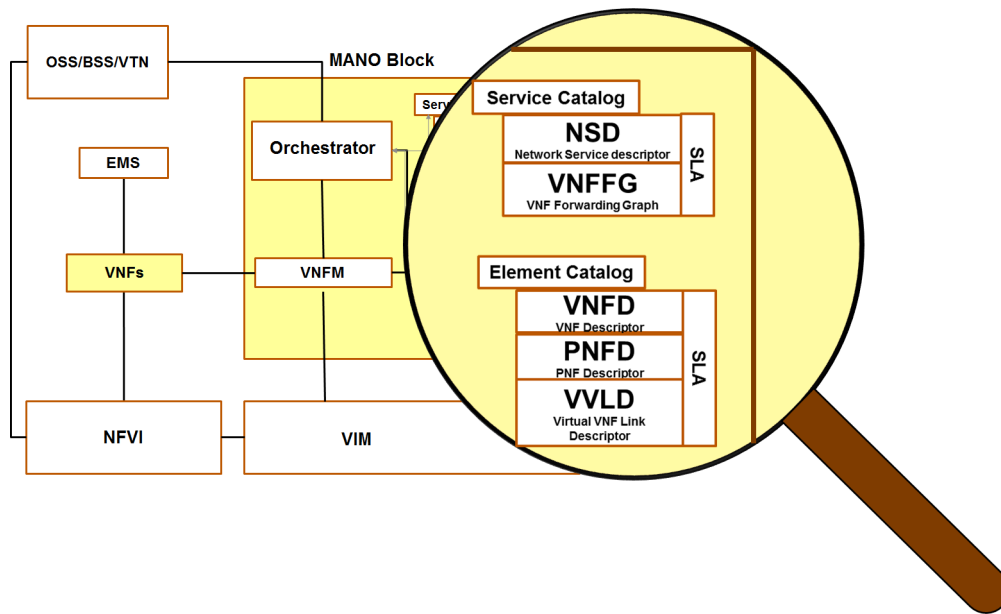 OSS/BSS/VTN
MANO Block
Serv
Orchestrator
EMS
VNFs
VNFM
NFVI
VIM
Service Catalog
NSD
Network Service descriptor
VNFFG
VNF Forwarding Graph
SLA
Element Catalog
VNFD
VNF Descriptor
PNFD
PNF Descriptor
VVLD
Virtual VNF Link
Descriptor
SLA